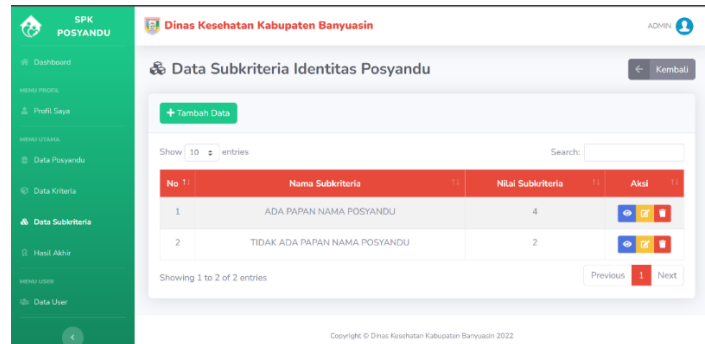 SPK
POSYANDU
Dashboard
MENU PROFIL
Profil Saya
MENU UTAMA
Data Posyandu
Data Kriteria
Data Subkriteria
Hasil Akhir
MENU USER
Data User
Dinas Kesehatan Kabupaten Banyuasin
ADMIN
Data Subkriteria Identitas Posyandu
Kembali
Tambah Data
Show 10 entries
Search:
No Nama Subkriteria Nilai Subkriteria Aksi
1 ADA PAPAN NAMA POSYANDU 4
2 TIDAK ADA PAPAN NAMA POSYANDU 2
Showing 1 to 2 of 2 entries
Previous 1 Next
Copyright © Dinas Kesehatan Kabupaten Banyuasin 2022